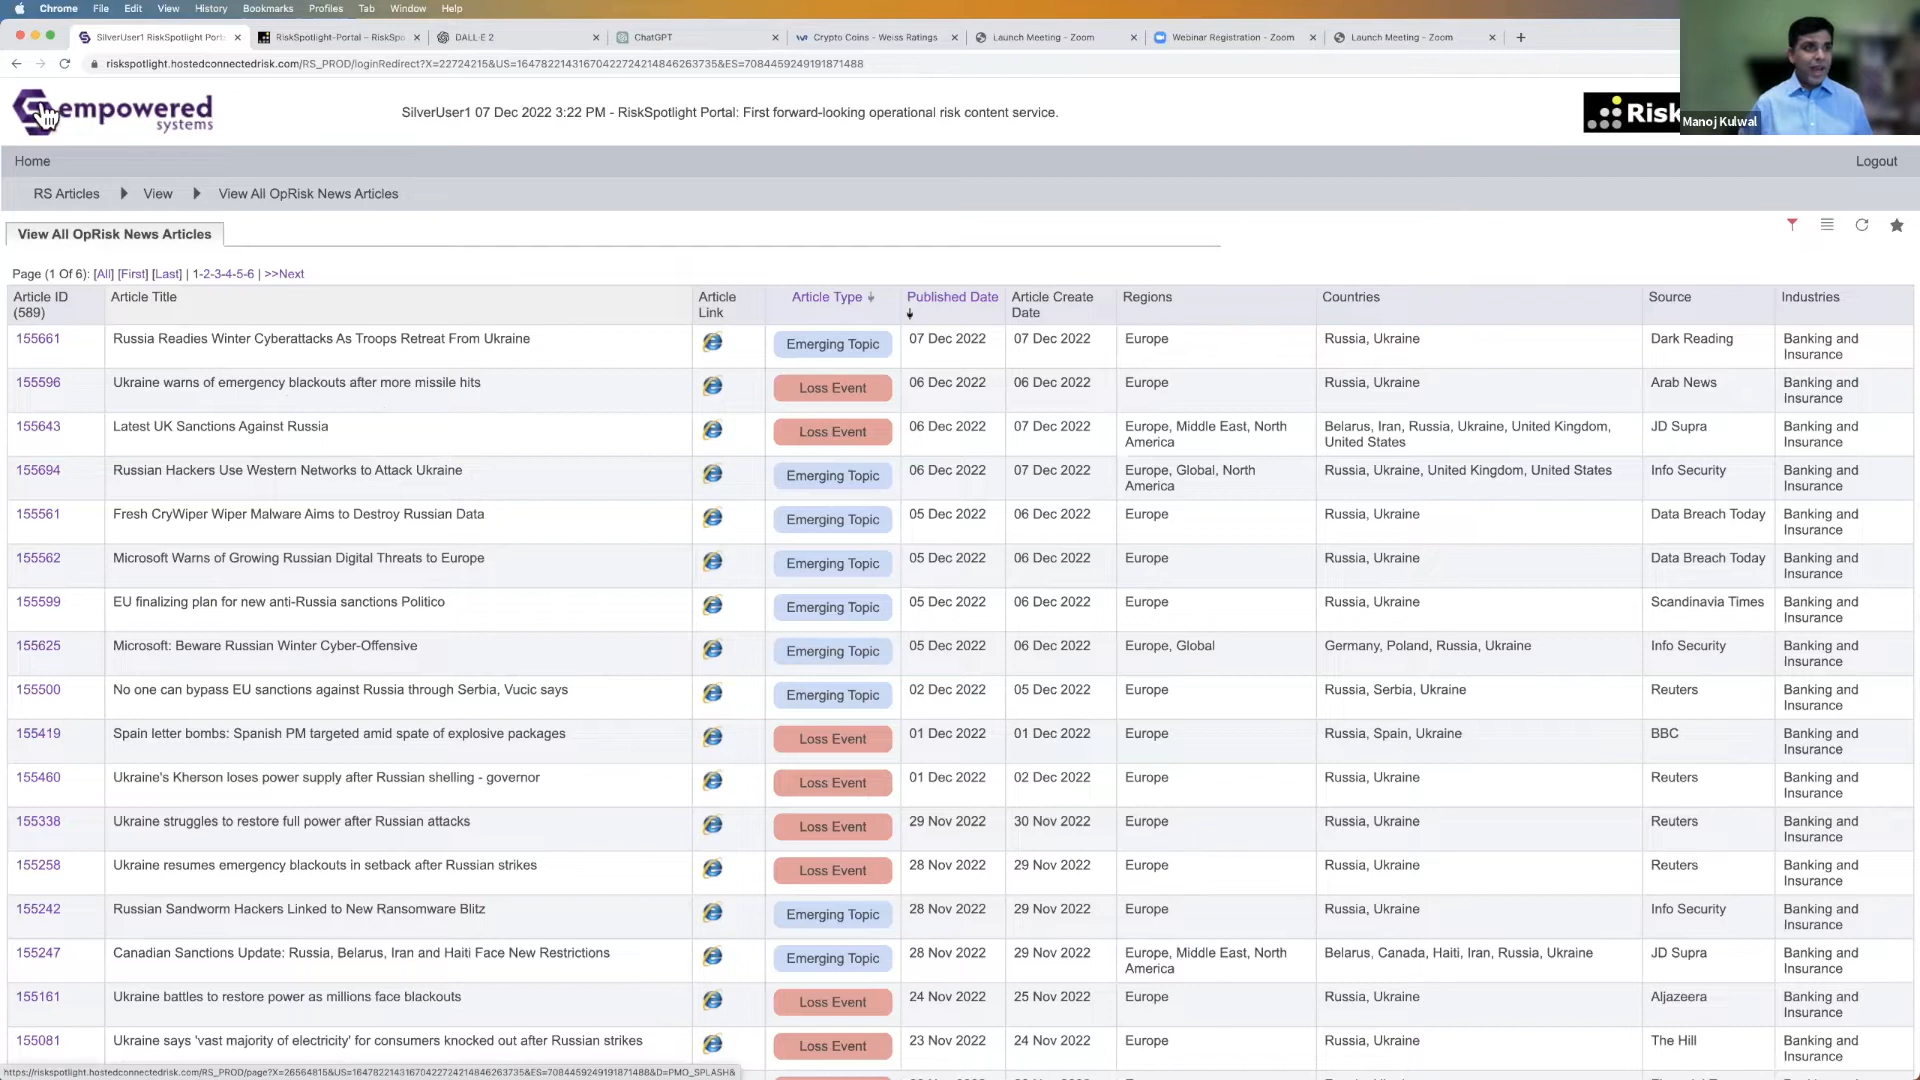 Chrome File Edit View History Bookmarks Profiles Tab Window Help
SilverUser1 RiskSpotlight Port RiskSpotlight-Portal – RiskSpo DALL·E 2 ChatGPT Crypto Coins - Weiss Ratings Launch Meeting - Zoom Webinar Registration - Zoom Launch Meeting - Zoom
riskspotlight.hostedconnectedrisk.com/RS_PROD/loginRedirect?X=22724215&US=16478221431670422724214846263735&ES=7084459249191871488
empowered
systems
SilverUser1 07 Dec 2022 3:22 PM - RiskSpotlight Portal: First forward-looking operational risk content service.
Risk
Manoj Kulwal
Home Logout
RS Articles View View All OpRisk News Articles
View All OpRisk News Articles
Page (1 Of 6): [All] [First] [Last] | 1-2-3-4-5-6 | >>Next
Article ID (589) Article Title Article Link Article Type Published Date Article Create Date Regions Countries Source Industries
155661 Russia Readies Winter Cyberattacks As Troops Retreat From Ukraine Emerging Topic 07 Dec 2022 07 Dec 2022 Europe Russia, Ukraine Dark Reading Banking and Insurance
155596 Ukraine warns of emergency blackouts after more missile hits Loss Event 06 Dec 2022 06 Dec 2022 Europe Russia, Ukraine Arab News Banking and Insurance
155643 Latest UK Sanctions Against Russia Loss Event 06 Dec 2022 07 Dec 2022 Europe, Middle East, North America Belarus, Iran, Russia, Ukraine, United Kingdom, United States JD Supra Banking and Insurance
155694 Russian Hackers Use Western Networks to Attack Ukraine Emerging Topic 06 Dec 2022 07 Dec 2022 Europe, Global, North America Russia, Ukraine, United Kingdom, United States Info Security Banking and Insurance
155561 Fresh CryWiper Wiper Malware Aims to Destroy Russian Data Emerging Topic 05 Dec 2022 06 Dec 2022 Europe Russia, Ukraine Data Breach Today Banking and Insurance
155562 Microsoft Warns of Growing Russian Digital Threats to Europe Emerging Topic 05 Dec 2022 06 Dec 2022 Europe Russia, Ukraine Data Breach Today Banking and Insurance
155599 EU finalizing plan for new anti-Russia sanctions Politico Emerging Topic 05 Dec 2022 06 Dec 2022 Europe Russia, Ukraine Scandinavia Times Banking and Insurance
155625 Microsoft: Beware Russian Winter Cyber-Offensive Emerging Topic 05 Dec 2022 06 Dec 2022 Europe, Global Germany, Poland, Russia, Ukraine Info Security Banking and Insurance
155500 No one can bypass EU sanctions against Russia through Serbia, Vucic says Emerging Topic 02 Dec 2022 05 Dec 2022 Europe Russia, Serbia, Ukraine Reuters Banking and Insurance
155419 Spain letter bombs: Spanish PM targeted amid spate of explosive packages Loss Event 01 Dec 2022 01 Dec 2022 Europe Russia, Spain, Ukraine BBC Banking and Insurance
155460 Ukraine's Kherson loses power supply after Russian shelling - governor Loss Event 01 Dec 2022 02 Dec 2022 Europe Russia, Ukraine Reuters Banking and Insurance
155338 Ukraine struggles to restore full power after Russian attacks Loss Event 29 Nov 2022 30 Nov 2022 Europe Russia, Ukraine Reuters Banking and Insurance
155258 Ukraine resumes emergency blackouts in setback after Russian strikes Loss Event 28 Nov 2022 29 Nov 2022 Europe Russia, Ukraine Reuters Banking and Insurance
155242 Russian Sandworm Hackers Linked to New Ransomware Blitz Emerging Topic 28 Nov 2022 29 Nov 2022 Europe Russia, Ukraine Info Security Banking and Insurance
155247 Canadian Sanctions Update: Russia, Belarus, Iran and Haiti Face New Restrictions Emerging Topic 28 Nov 2022 29 Nov 2022 Europe, Middle East, North America Belarus, Canada, Haiti, Iran, Russia, Ukraine JD Supra Banking and Insurance
155161 Ukraine battles to restore power as millions face blackouts Loss Event 24 Nov 2022 25 Nov 2022 Europe Russia, Ukraine Aljazeera Banking and Insurance
155081 Ukraine says 'vast majority of electricity' for consumers knocked out after Russian strikes Loss Event 23 Nov 2022 24 Nov 2022 Europe Russia, Ukraine The Hill Banking and Insurance
https://riskspotlight.hostedconnectedrisk.com/RS_PROD/page?X=26564815&US=16478221431670422724214846263735&ES=7084459249191871488&D=PMO_SPLASH&